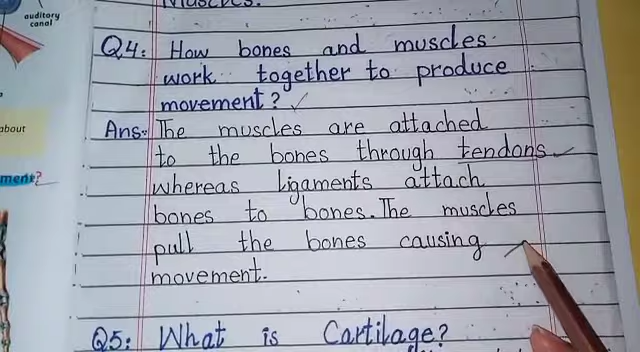 auditory
canal
about
ment?
Muscles.
Q4: How bones and muscles
work together to produce
movement?
Ans: The muscles are attached
to the bones through tendons
whereas ligaments attach
bones to bones. The muscles
pull the bones causing
movement.
Q5: What is Cartilage?